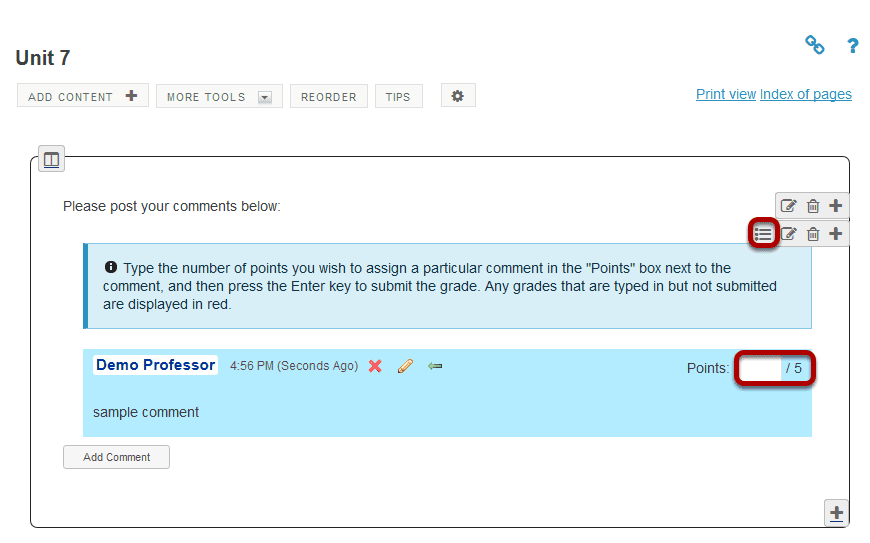 Unit 7
?
ADD CONTENT
MORE TOOLS
REORDER
TIPS
Print view Index of pages
Please post your comments below:
Type the number of points you wish to assign a particular comment in the "Points" box next to the
comment, and then press the Enter key to submit the grade. Any grades that are typed in but not submitted
are displayed in red.
Demo Professor 4:56 PM (Seconds Ago)
Points: / 5
sample comment
Add Comment